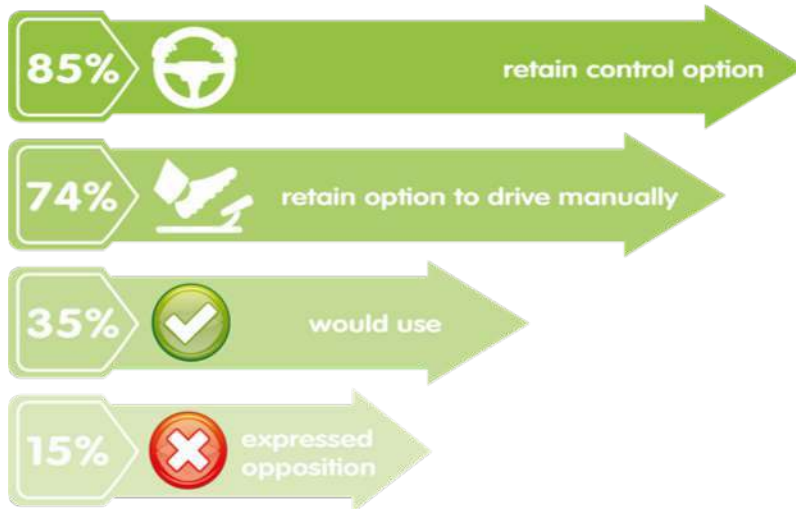 85%
retain control option
74%
retain option to drive manually
35%
would use
15%
expressed
opposition